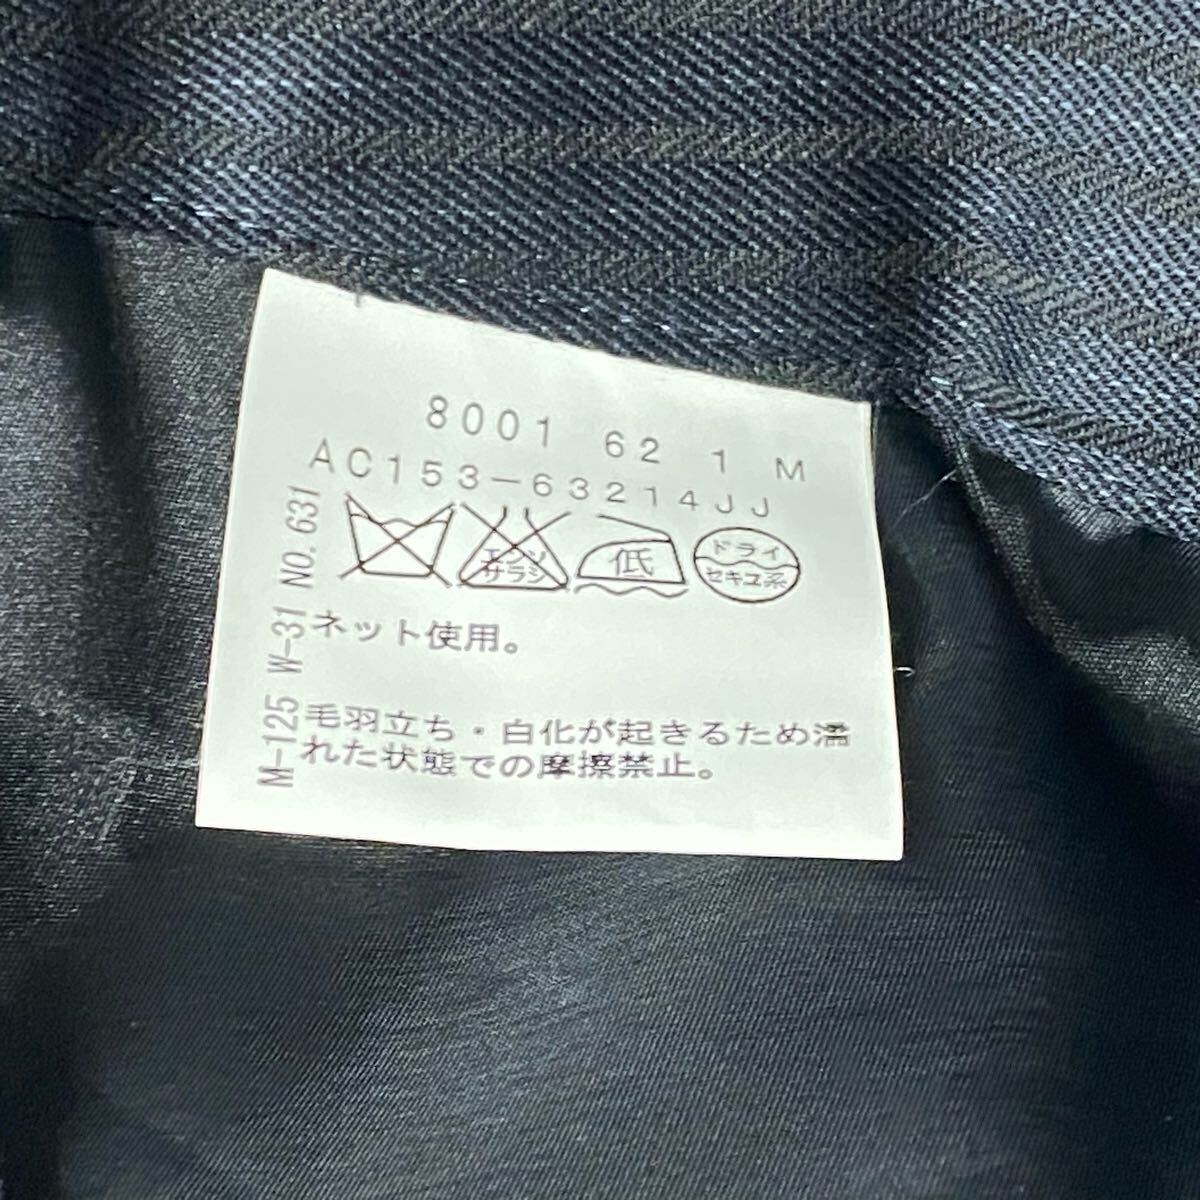 8001 62 1 M
AC153-63214JJ
エンソ
サラシ
低
ドライ
セキユ系
ネット使用。
毛羽立ち・白化が起きるため濡
れた状態での摩擦禁止。
M-125 W-31 NO.631